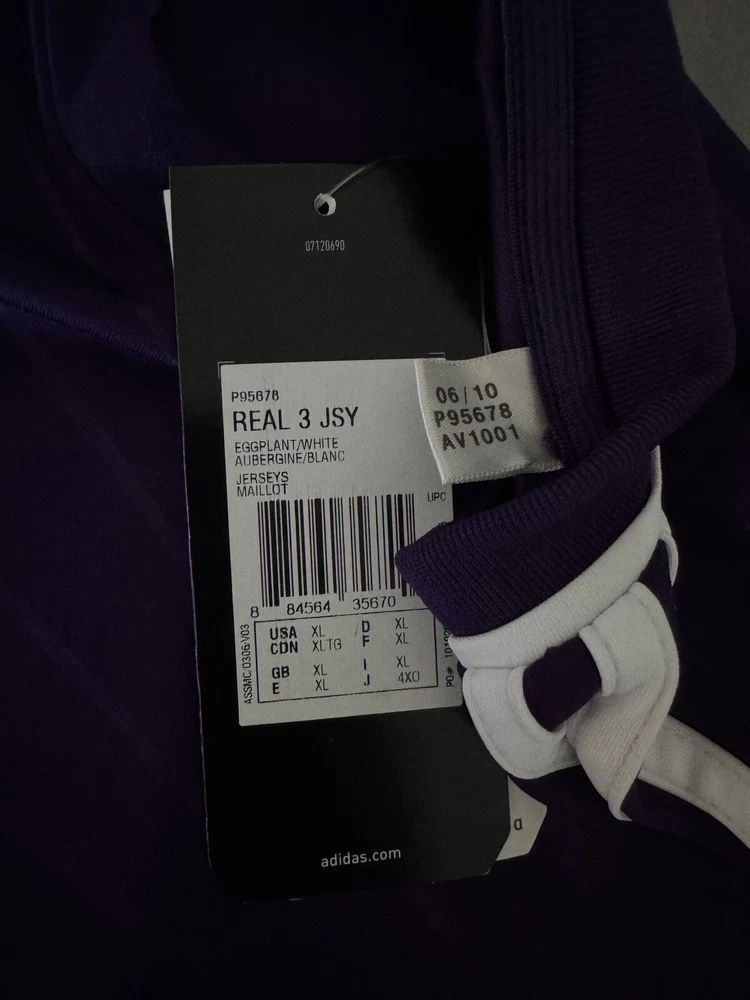 07120690
P95678
REAL 3 JSY
EGGPLANT/WHITE
AUBERGINE/BLANC
JERSEYS
MAILLOT
UPC
8 84564 35670
USA XL D XL
CDN XLTG F XL
GB XL I XL
E XL J 4XO
ASSMC/0306/V03
PO#
adidas.com
06|10
P95678
AV1001